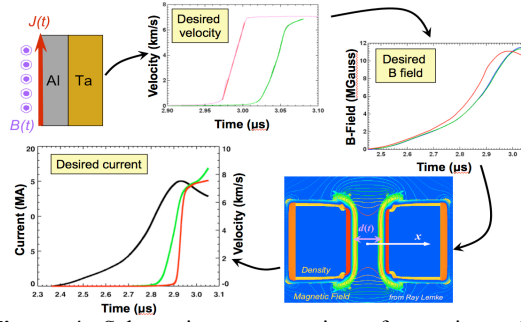 J(t)
Al
Ta
B(t)
Desired
velocity
Velocity (km/s)
8
7
6
5
4
3
2
1
0
2.90
3.00
3.05
3.10
Time (µs)
Desired
B field
B-Field (MGauss)
12
10
8
6
4
2
0
2.5
2.6
2.7
2.8
2.9
3.0
Time (µs)
Desired current
Current (MA)
20
15
0
5
00
Velocity (km/s)
10
8
6
4
2
0
2.3
2.4
2.5
2.6
2.7
2.8
2.9
3.0
3.1
Time (µs)
d(t)
x
Density
Magnetic Field
from Ray Lemke